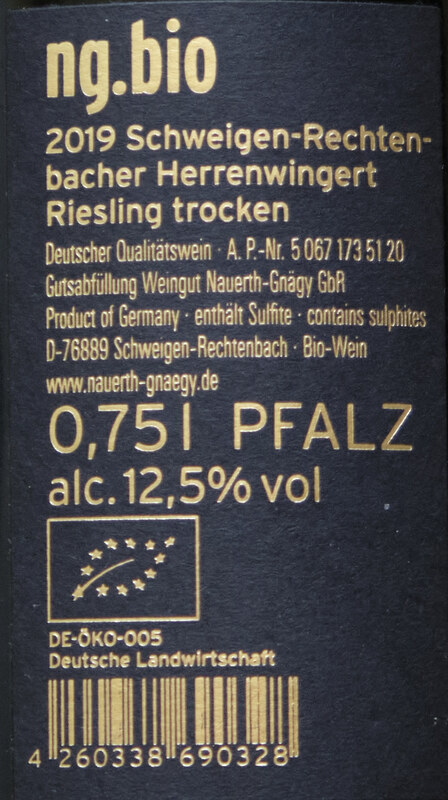 ng.bio
2019 Schweigen-Rechten-
bacher Herrenwingert
Riesling trocken
Deutscher Qualitätswein · A. P.-Nr. 5 067 173 51 20
Gutsabfüllung Weingut Nauerth-Gnägy GbR
Product of Germany · enthält Sulfite · contains sulphites
D-76889 Schweigen-Rechtenbach · Bio-Wein
www.nauerth-gnaegy.de
0,75 l PFALZ
alc. 12,5% vol
DE-ÖKO-005
Deutsche Landwirtschaft
4 260338 690328